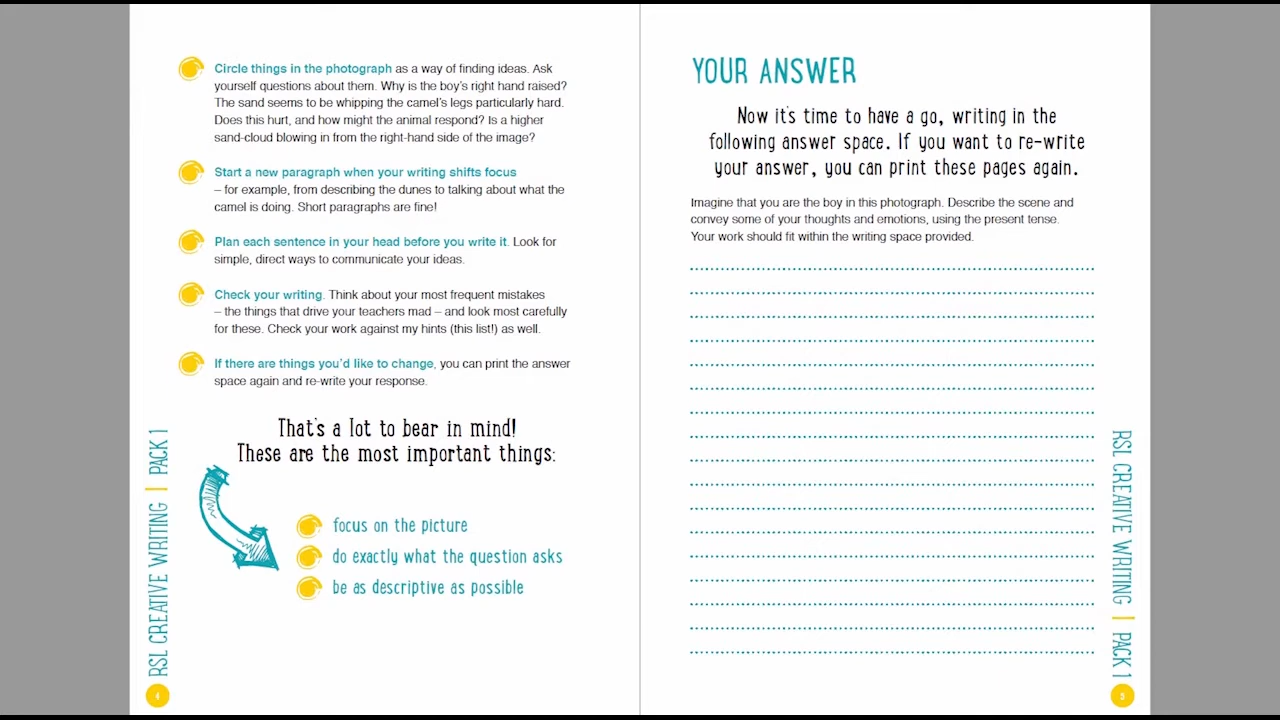 Circle things in the photograph as a way of finding ideas. Ask
yourself questions about them. Why is the boy's right hand raised?
The sand seems to be whipping the camel's legs particularly hard.
Does this hurt, and how might the animal respond? Is a higher
sand-cloud blowing in from the right-hand side of the image?
Start a new paragraph when your writing shifts focus
– for example, from describing the dunes to talking about what the
camel is doing. Short paragraphs are fine!
Plan each sentence in your head before you write it. Look for
simple, direct ways to communicate your ideas.
Check your writing. Think about your most frequent mistakes
– the things that drive your teachers mad – and look most carefully
for these. Check your work against my hints (this list!) as well.
If there are things you'd like to change, you can print the answer
space again and re-write your response.
That's a lot to bear in mind!
These are the most important things:
focus on the picture
do exactly what the question asks
be as descriptive as possible
RSL CREATIVE WRITING | PACK 1
4
YOUR ANSWER
Now it's time to have a go, writing in the
following answer space. If you want to re-write
your answer, you can print these pages again.
Imagine that you are the boy in this photograph. Describe the scene and
convey some of your thoughts and emotions, using the present tense.
Your work should fit within the writing space provided.
RSL CREATIVE WRITING | PACK 1
5